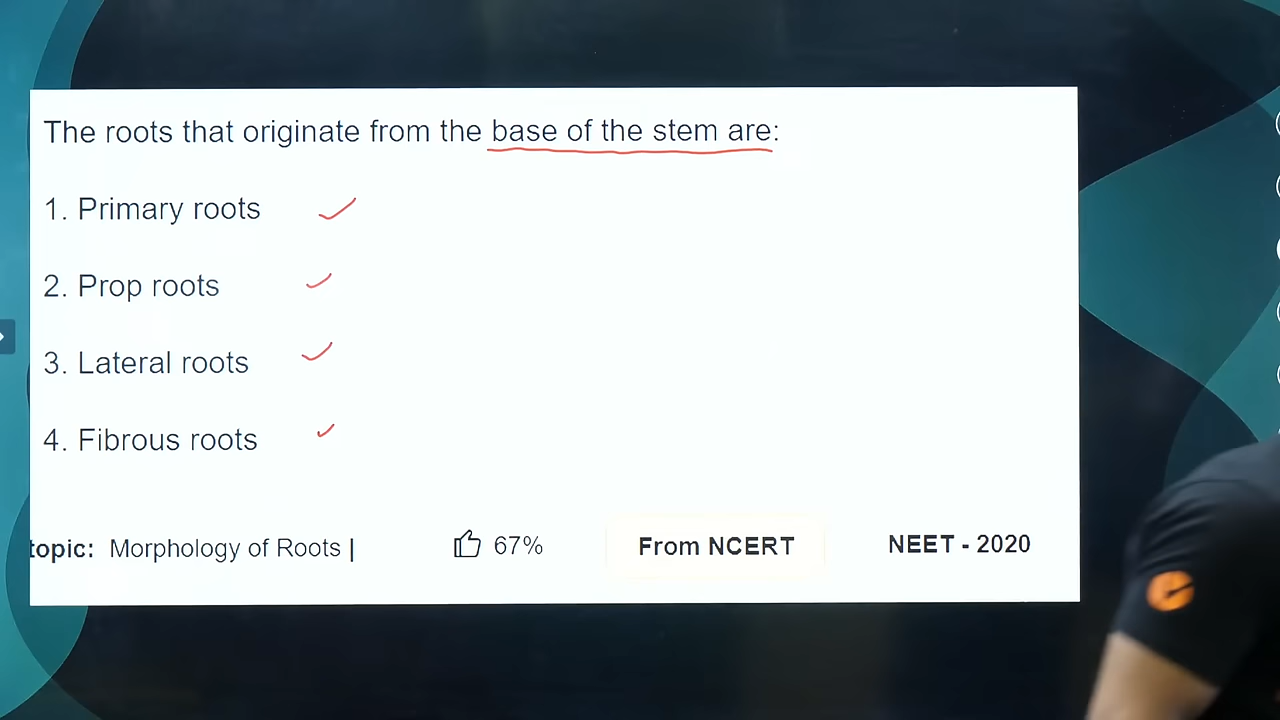 The roots that originate from the base of the stem are:
1. Primary roots
2. Prop roots
3. Lateral roots
4. Fibrous roots
topic: Morphology of Roots |
67%
From NCERT
NEET - 2020